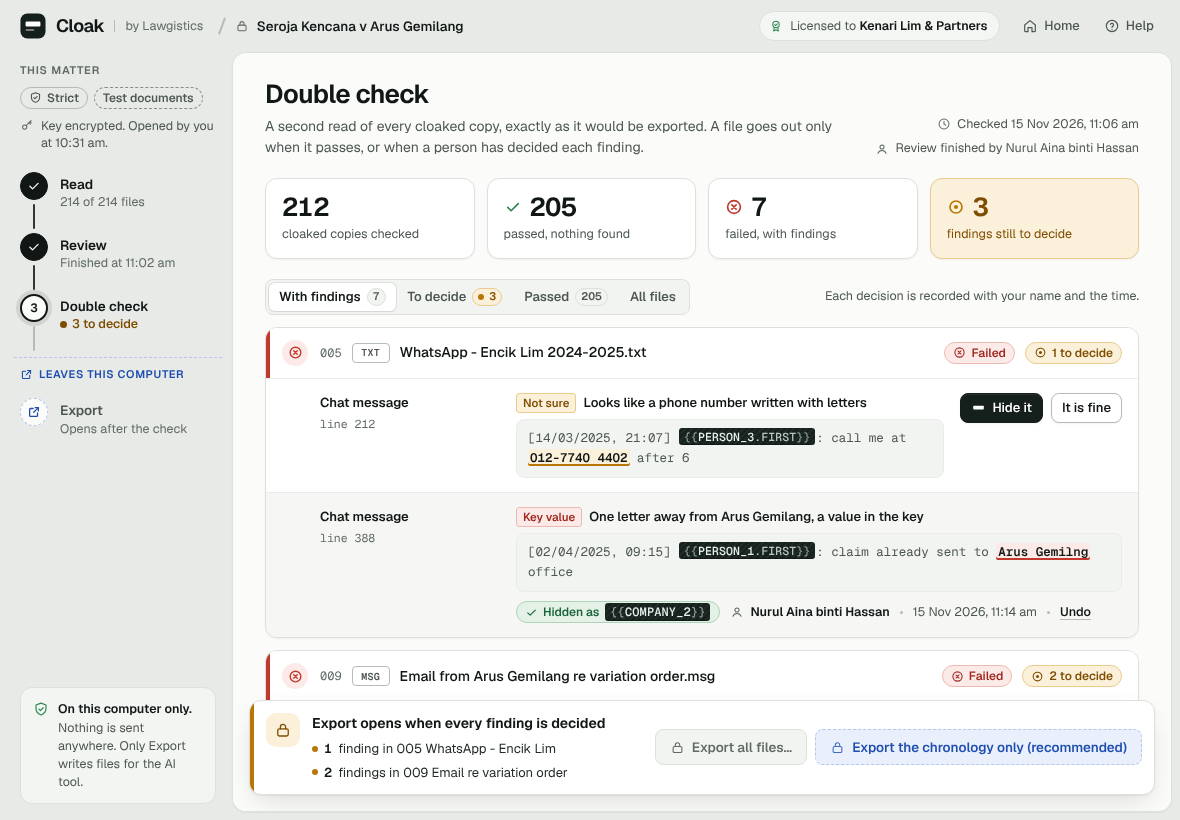 Cloak
by Lawgistics
Seroja Kencana v Arus Gemilang
Licensed to Kenari Lim & Partners
Home
Help
THIS MATTER
Strict
Test documents
Key encrypted. Opened by you
at 10:31 am.
Read
214 of 214 files
Review
Finished at 11:02 am
3
Double check
3 to decide
LEAVES THIS COMPUTER
Export
Opens after the check
On this computer only.
Nothing is sent
anywhere. Only Export
writes files for the AI
tool.
Double check
A second read of every cloaked copy, exactly as it would be exported. A file goes out only
when it passes, or when a person has decided each finding.
Checked 15 Nov 2026, 11:06 am
Review finished by Nurul Aina binti Hassan
212
cloaked copies checked
205
passed, nothing found
7
failed, with findings
3
findings still to decide
With findings 7
To decide 3
Passed 205
All files
Each decision is recorded with your name and the time.
005 TXT WhatsApp - Encik Lim 2024-2025.txt
Failed
1 to decide
Chat message
line 212
Not sure Looks like a phone number written with letters
[14/03/2025, 21:07] {{PERSON_3.FIRST}}: call me at
012-7740 4402 after 6
Hide it
It is fine
Chat message
line 388
Key value One letter away from Arus Gemilang, a value in the key
[02/04/2025, 09:15] {{PERSON_1.FIRST}}: claim already sent to Arus Gemilng
office
Hidden as {{COMPANY_2}} Nurul Aina binti Hassan • 15 Nov 2026, 11:14 am • Undo
009 MSG Email from Arus Gemilang re variation order.msg
Failed
2 to decide
Export opens when every finding is decided
1 finding in 005 WhatsApp - Encik Lim
2 findings in 009 Email re variation order
Export all files…
Export the chronology only (recommended)